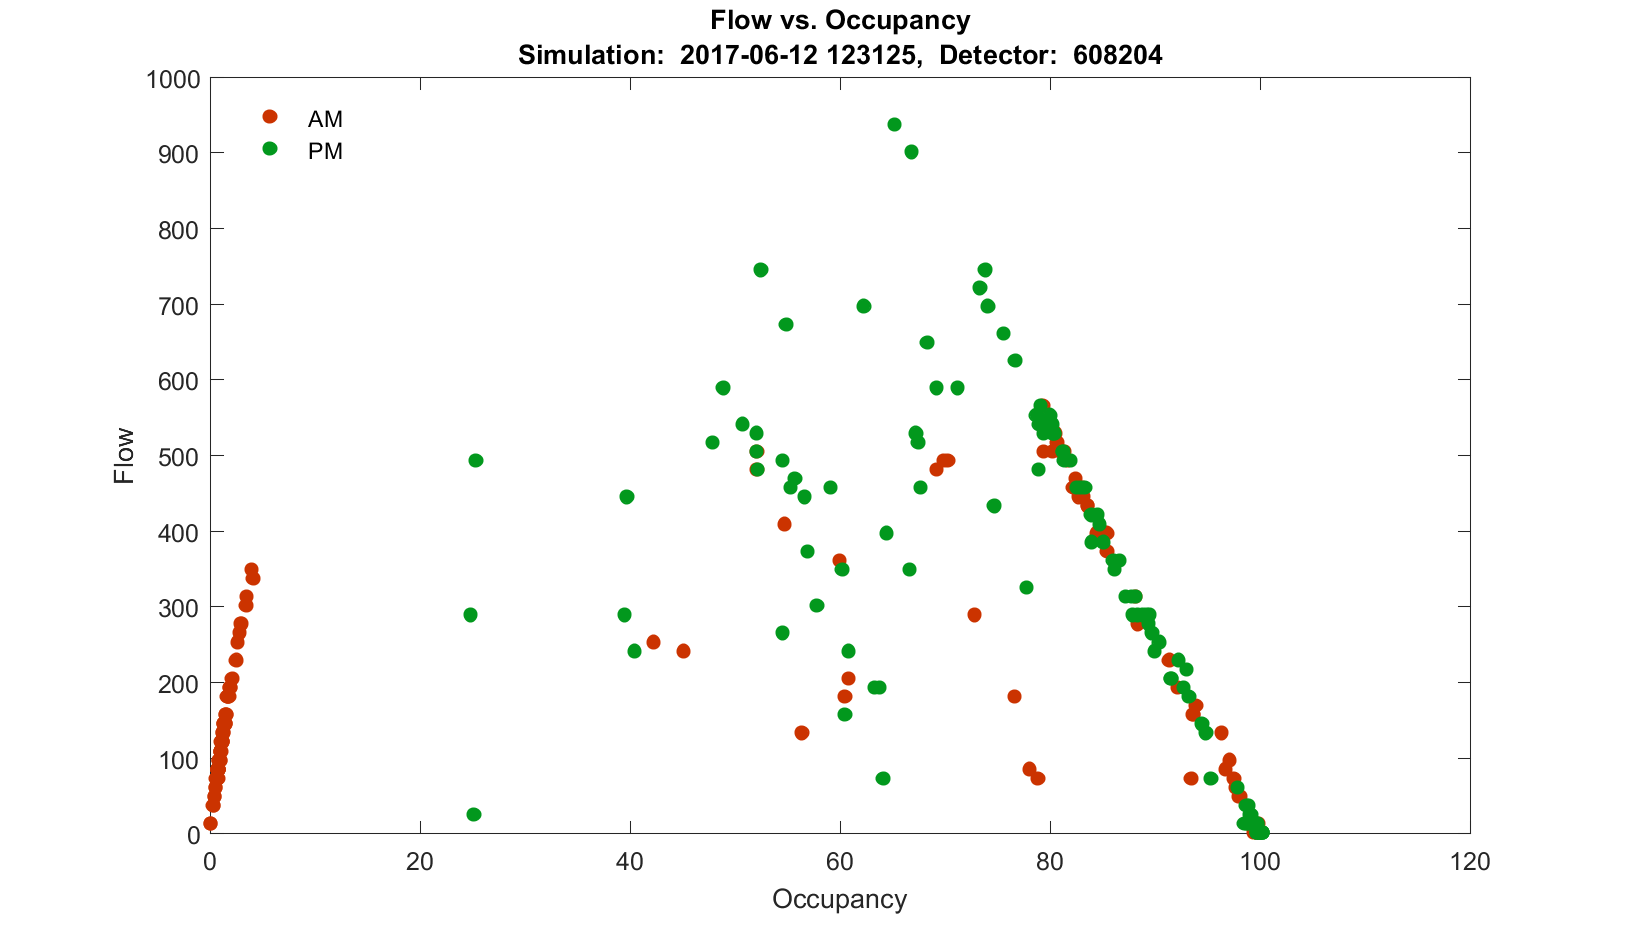 Flow vs. Occupancy
Simulation:  2017-06-12 123125,  Detector:  608204
1000
900
800
700
600
500
400
300
200
100
0
Flow
AM
PM
0 20 40 60 80 100 120
Occupancy